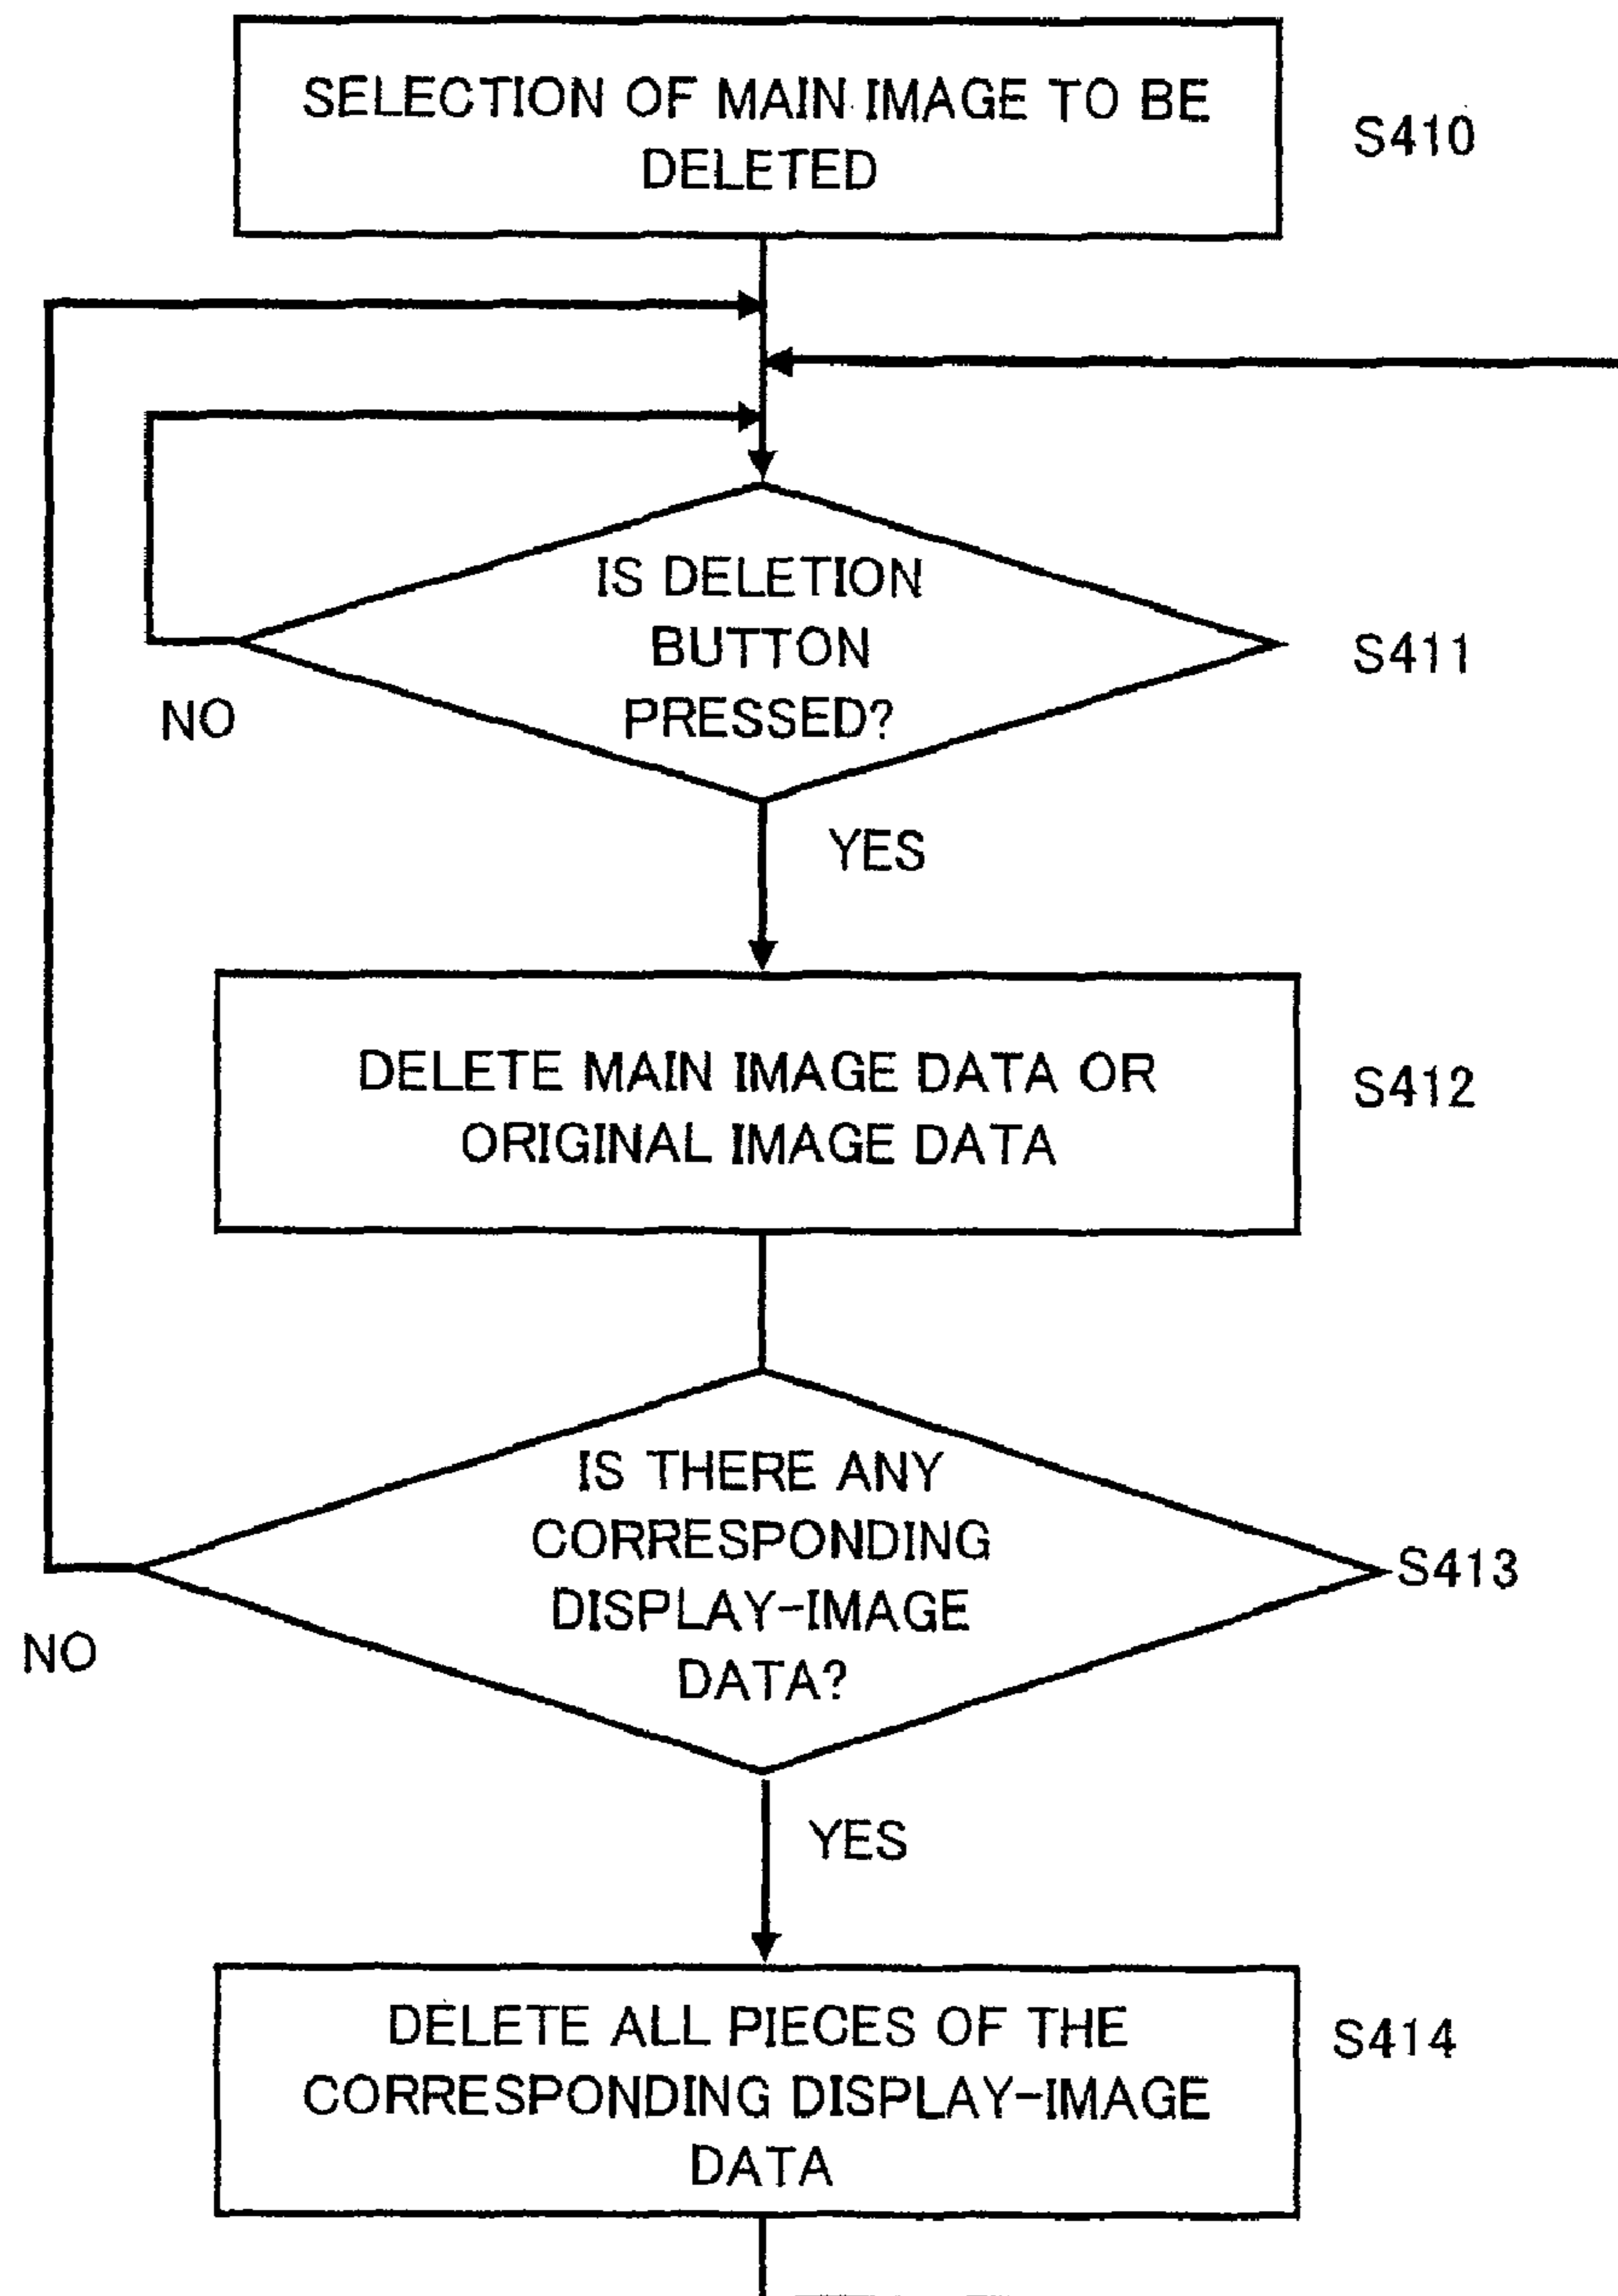 SELECTION OF MAIN IMAGE TO BE
DELETED
S410
IS DELETION
BUTTON
PRESSED?
S411
NO
YES
DELETE MAIN IMAGE DATA OR
ORIGINAL IMAGE DATA
S412
IS THERE ANY
CORRESPONDING
DISPLAY-IMAGE
DATA?
S413
NO
YES
DELETE ALL PIECES OF THE
CORRESPONDING DISPLAY-IMAGE
DATA
S414